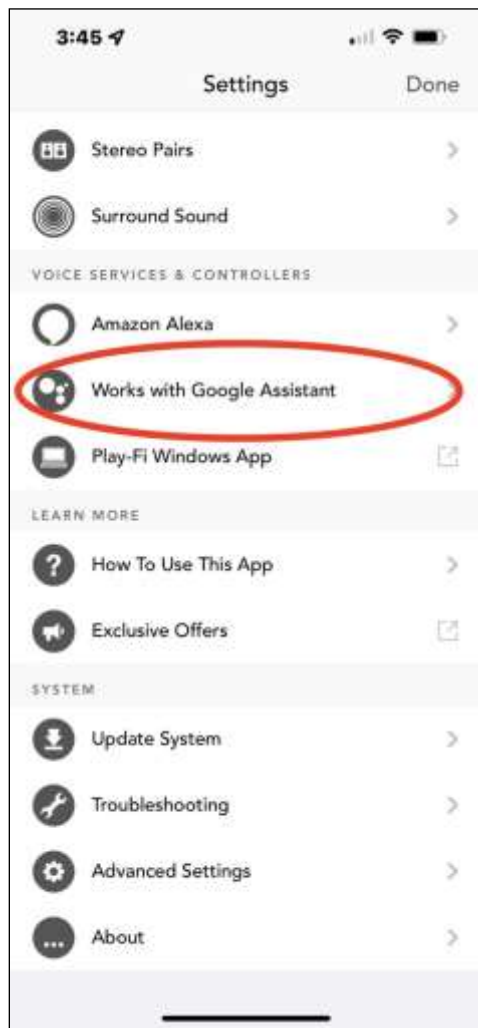 3:45
Settings Done
Stereo Pairs
Surround Sound
VOICE SERVICES & CONTROLLERS
Amazon Alexa
Works with Google Assistant
Play-Fi Windows App
LEARN MORE
? How To Use This App
Exclusive Offers
SYSTEM
Update System
Troubleshooting
Advanced Settings
... About